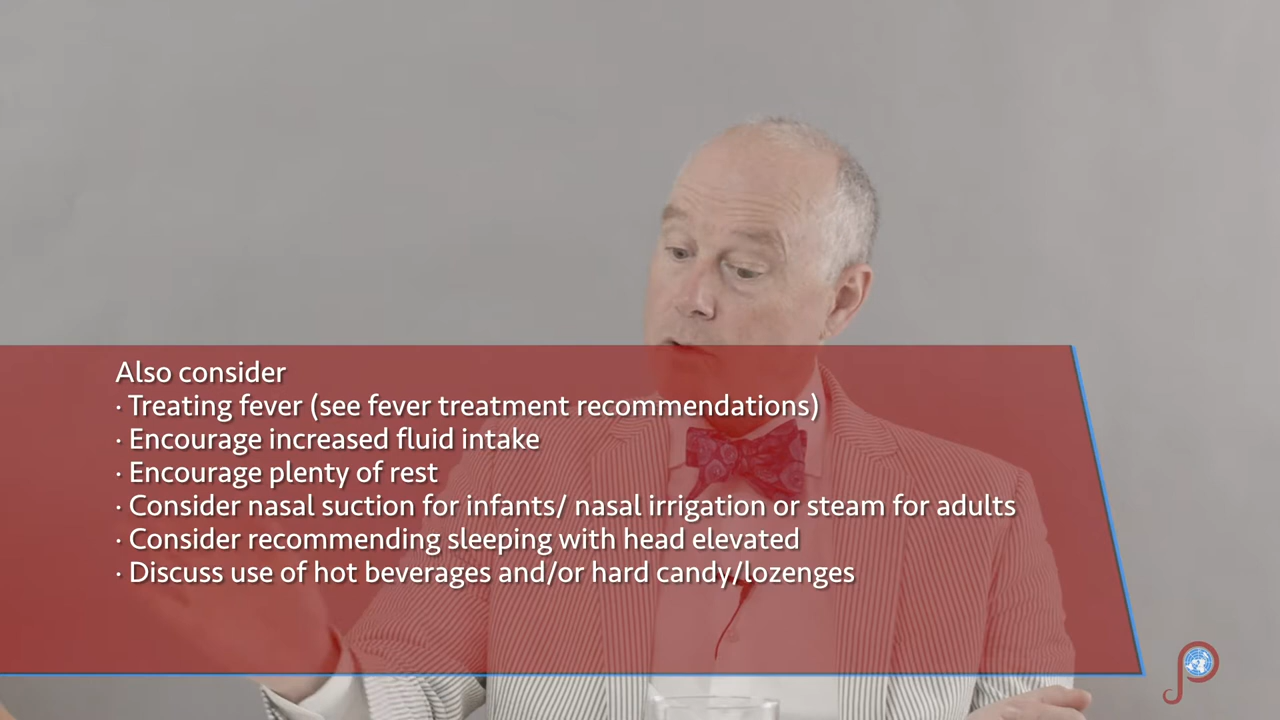 Also consider
· Treating fever (see fever treatment recommendations)
· Encourage increased fluid intake
· Encourage plenty of rest
· Consider nasal suction for infants/ nasal irrigation or steam for adults
· Consider recommending sleeping with head elevated
· Discuss use of hot beverages and/or hard candy/lozenges